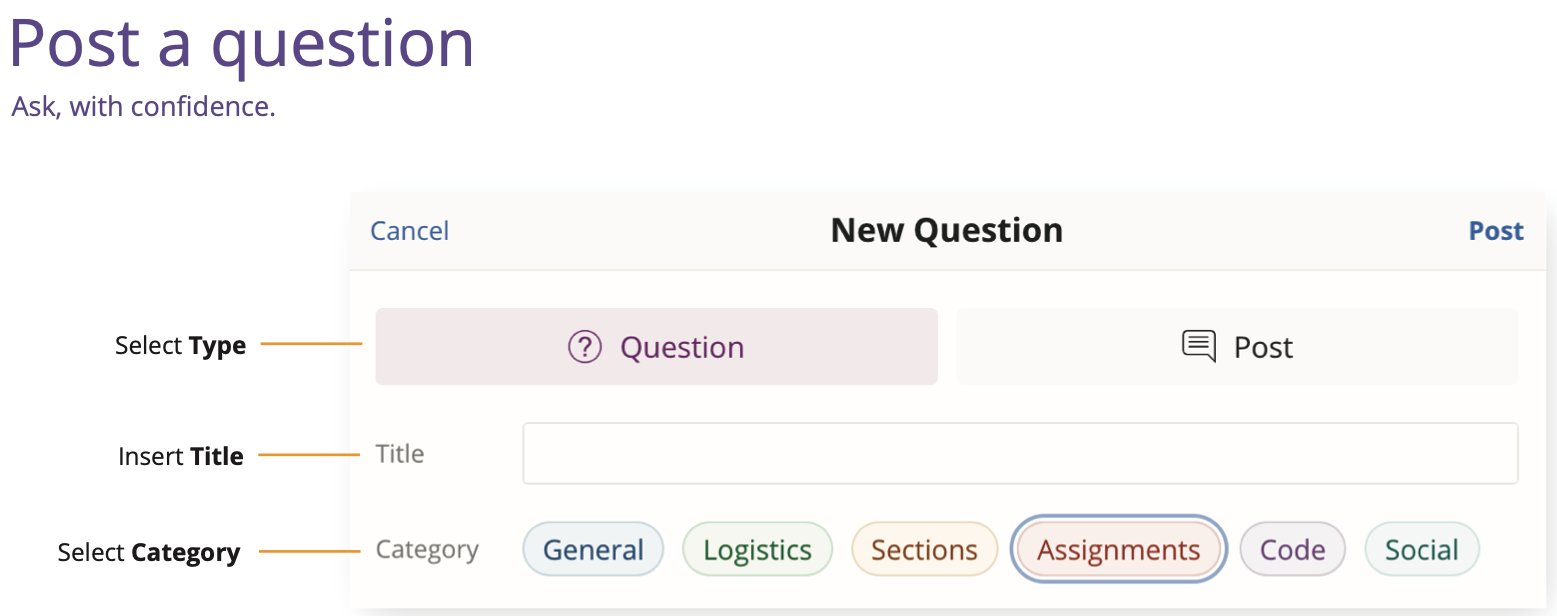 Post a question
Ask, with confidence.
Cancel New Question Post
Select Type Question Post
Insert Title Title
Select Category Category General Logistics Sections Assignments Code Social